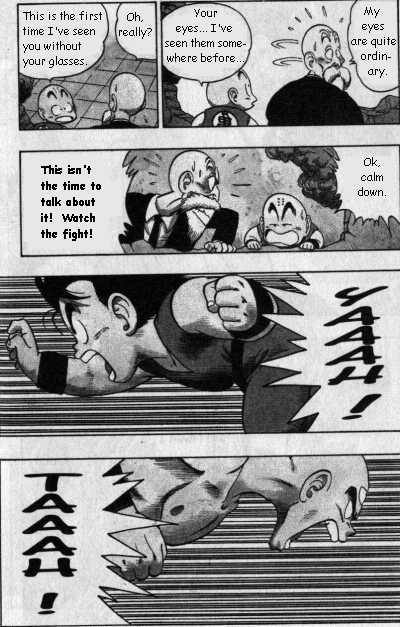 This is the first
time I've seen
you without
your glasses.
Oh,
really?
Your
eyes... I've
seen them some-
where before...
My
eyes
are quite
ordin-
ary.
This isn't
the time to
talk about
it! Watch
the fight!
Ok,
calm
down.
YAAAH!
TAAAH!